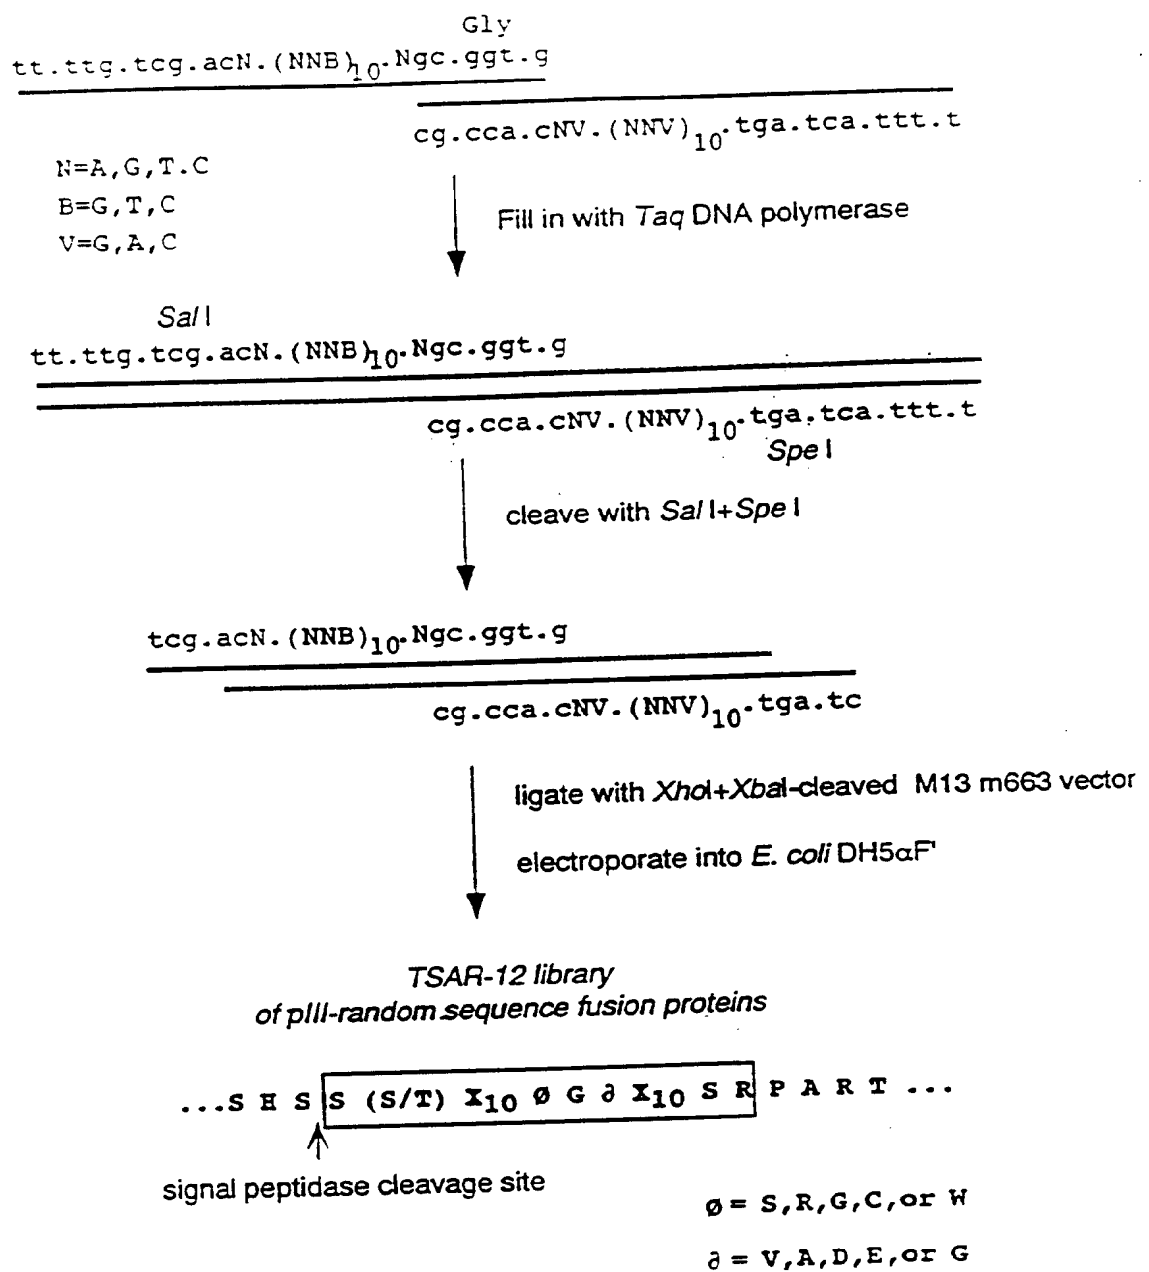 Gly
tt.ttg.tcg.acN.(NNB)10.Ngc.ggt.g
cg.cca.cNV.(NNV)10.tga.tca.ttt.t
N=A,G,T.C
B=G,T,C
V=G,A,C
Fill in with Taq DNA polymerase
Sal I
tt.ttg.tcg.acN.(NNB)10.Ngc.ggt.g
cg.cca.cNV.(NNV)10.tga.tca.ttt.t
Spe I
cleave with Sal I+Spe I
tcg.acN.(NNB)10.Ngc.ggt.g
cg.cca.cNV.(NNV)10.tga.tc
ligate with XhoI+XbaI-cleaved M13 m663 vector
electroporate into E. coli DH5αF'
TSAR-12 library
of pIII-random sequence fusion proteins
...S H S S (S/T) X10 Ø G ∂ X10 S R P A R T ...
signal peptidase cleavage site
Ø = S,R,G,C,or W
∂ = V,A,D,E,or G